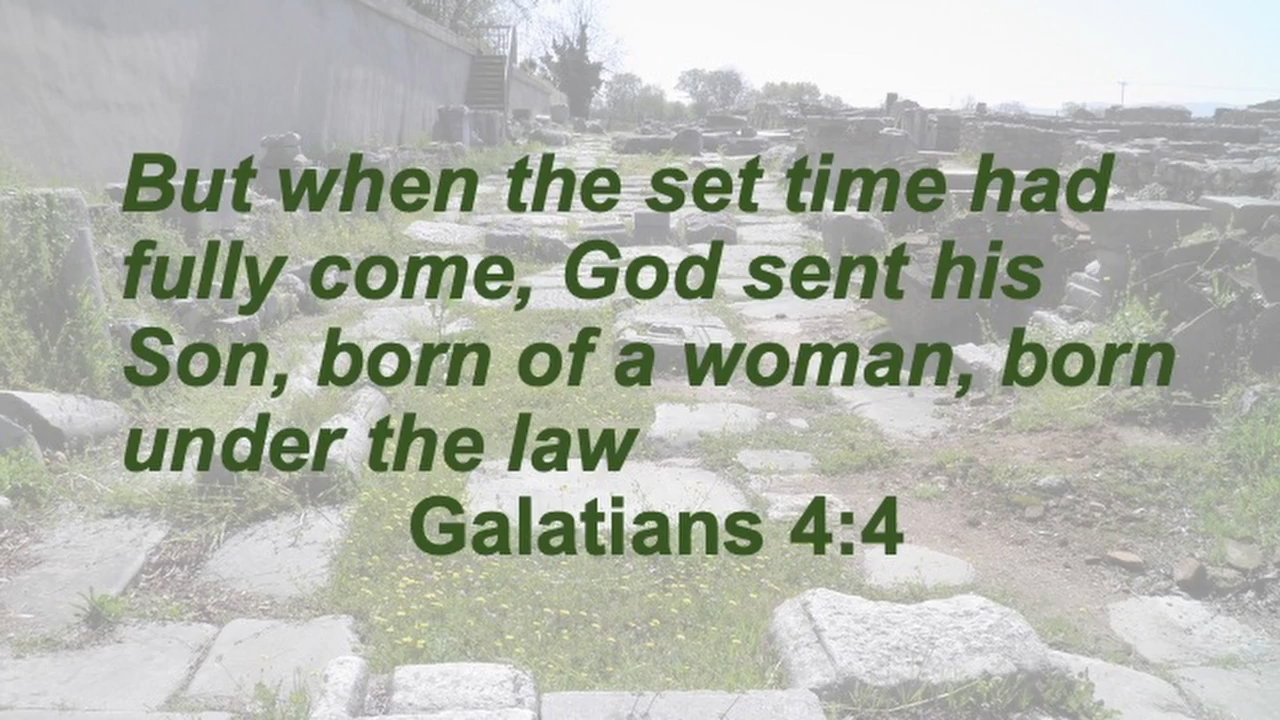 But when the set time had
fully come, God sent his
Son, born of a woman, born
under the law
Galatians 4:4